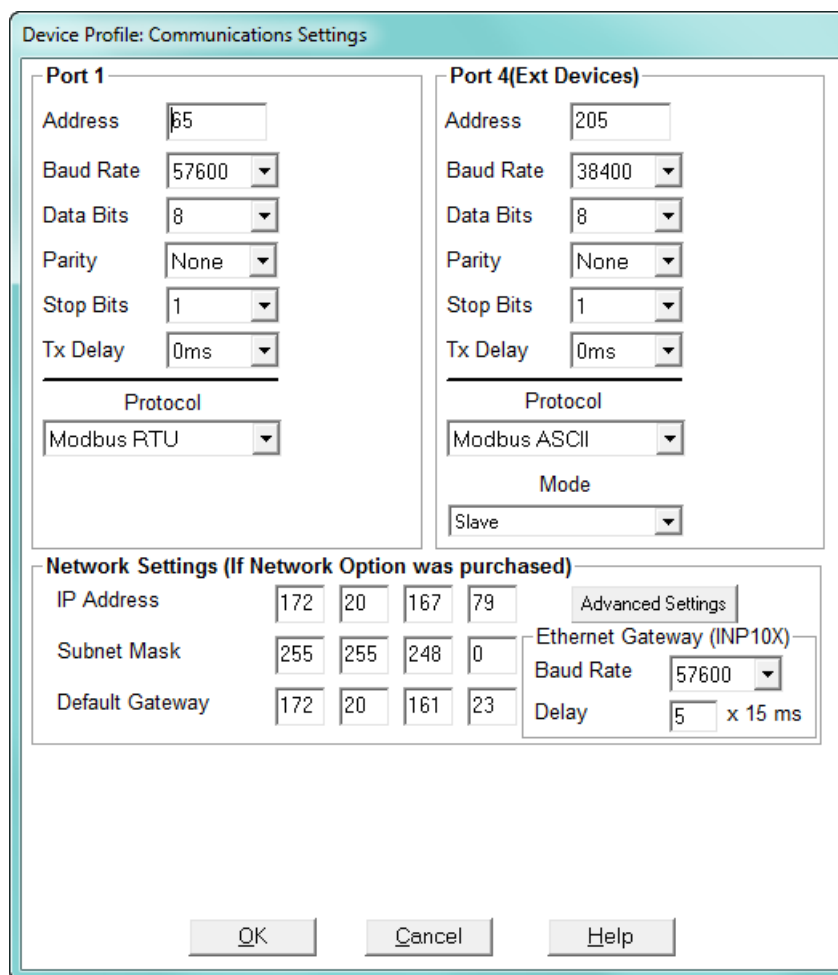 Device Profile: Communications Settings
Port 1
Address 65
Baud Rate 57600
Data Bits 8
Parity None
Stop Bits 1
Tx Delay 0ms
Protocol
Modbus RTU
Port 4(Ext Devices)
Address 205
Baud Rate 38400
Data Bits 8
Parity None
Stop Bits 1
Tx Delay 0ms
Protocol
Modbus ASCII
Mode
Slave
Network Settings (If Network Option was purchased)
IP Address 172 20 167 79
Subnet Mask 255 255 248 0
Default Gateway 172 20 161 23
Advanced Settings
Ethernet Gateway (INP10X)
Baud Rate 57600
Delay 5 x 15 ms
OK Cancel Help